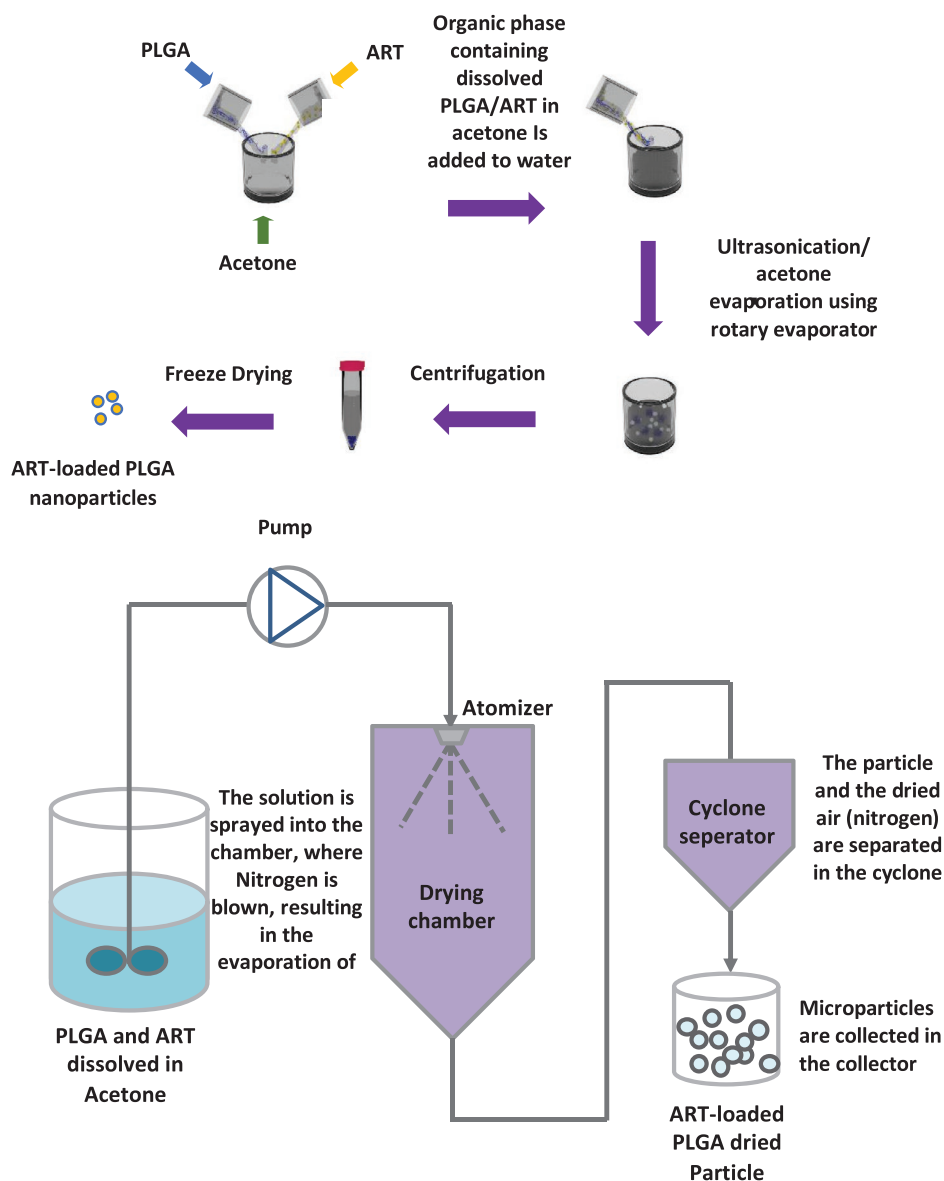 PLGA
ART
Organic phase
containing
dissolved
PLGA/ART in
acetone Is
added to water
Acetone
Ultrasonication/
acetone
evaporation using
rotary evaporator
Centrifugation
Freeze Drying
ART-loaded PLGA
nanoparticles
Pump
Atomizer
The solution is
sprayed into the
chamber, where
Nitrogen is
blown, resulting
in the
evaporation of
Drying
chamber
Cyclone
seperator
The particle
and the dried
air (nitrogen)
are separated
in the cyclone
PLGA and ART
dissolved in
Acetone
Microparticles
are collected in
the collector
ART-loaded
PLGA dried
Particle